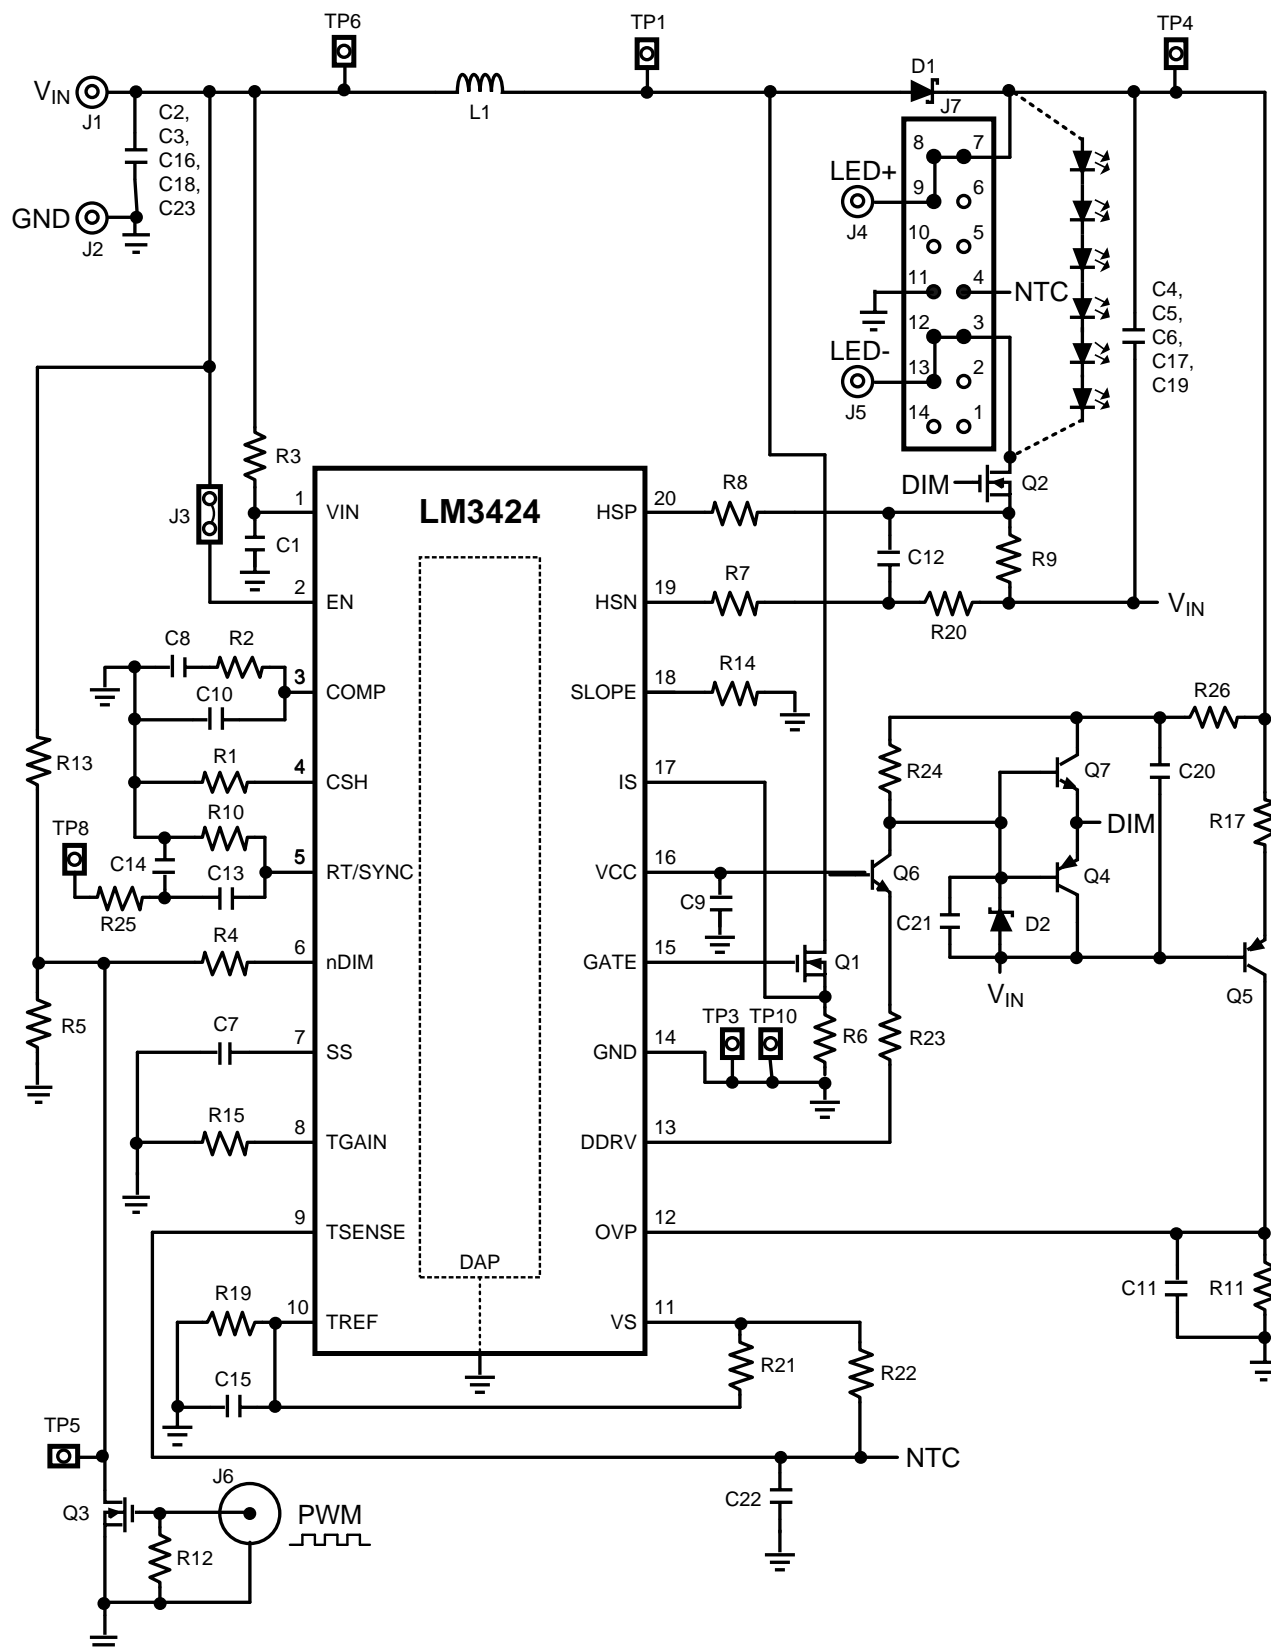 TP6
TP1
TP4
VIN
J1
C2,
C3,
C16,
C18,
C23
GND
J2
L1
D1
J7
8 7
LED+
9 6
J4
10 5
11 4
NTC
12 3
LED-
13 2
J5
14 1
C4,
C5,
C6,
C17,
C19
DIM
Q2
R3
J3
C1
LM3424
1 VIN
2 EN
3 COMP
4 CSH
5 RT/SYNC
6 nDIM
7 SS
8 TGAIN
9 TSENSE
10 TREF
DAP
HSP 20
HSN 19
SLOPE 18
IS 17
VCC 16
GATE 15
GND 14
DDRV 13
OVP 12
VS 11
R8
C12
R9
R7
R20
VIN
R14
C8
R2
C10
R13
R1
R10
TP8
C14
C13
R25
R4
R5
C7
R15
R19
C15
R26
R24
Q7
C20
DIM
R17
Q6
Q4
C9
C21
D2
VIN
Q5
Q1
TP3
TP10
R6
R23
C11
R11
R21
R22
NTC
C22
TP5
J6
PWM
Q3
R12